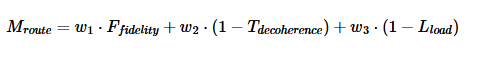 M_route = w_1 · F_fidelity + w_2 · (1 − T_decoherence) + w_3 · (1 − L_load)